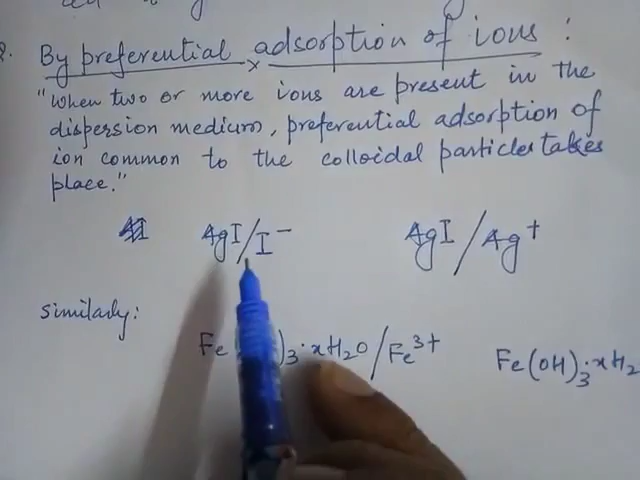 By preferential adsorption of ions :
"When two or more ions are present in the
dispersion medium, preferential adsorption of
ion common to the colloidal particles takes
place."
AgI/I⁻ AgI/Ag⁺
similarly:
Fe )₃·xH₂O/Fe³⁺ Fe(OH)₃·xH₂